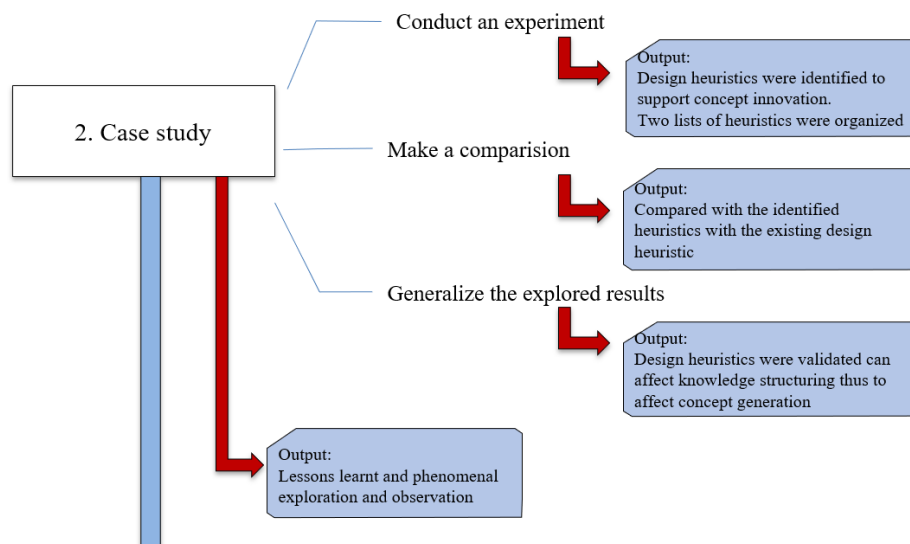 Conduct an experiment
Output:
Design heuristics were identified to
support concept innovation.
Two lists of heuristics were organized
2. Case study
Make a comparision
Output:
Compared with the identified
heuristics with the existing design
heuristic
Generalize the explored results
Output:
Design heuristics were validated can
affect knowledge structuring thus to
affect concept generation
Output:
Lessons learnt and phenomenal
exploration and observation